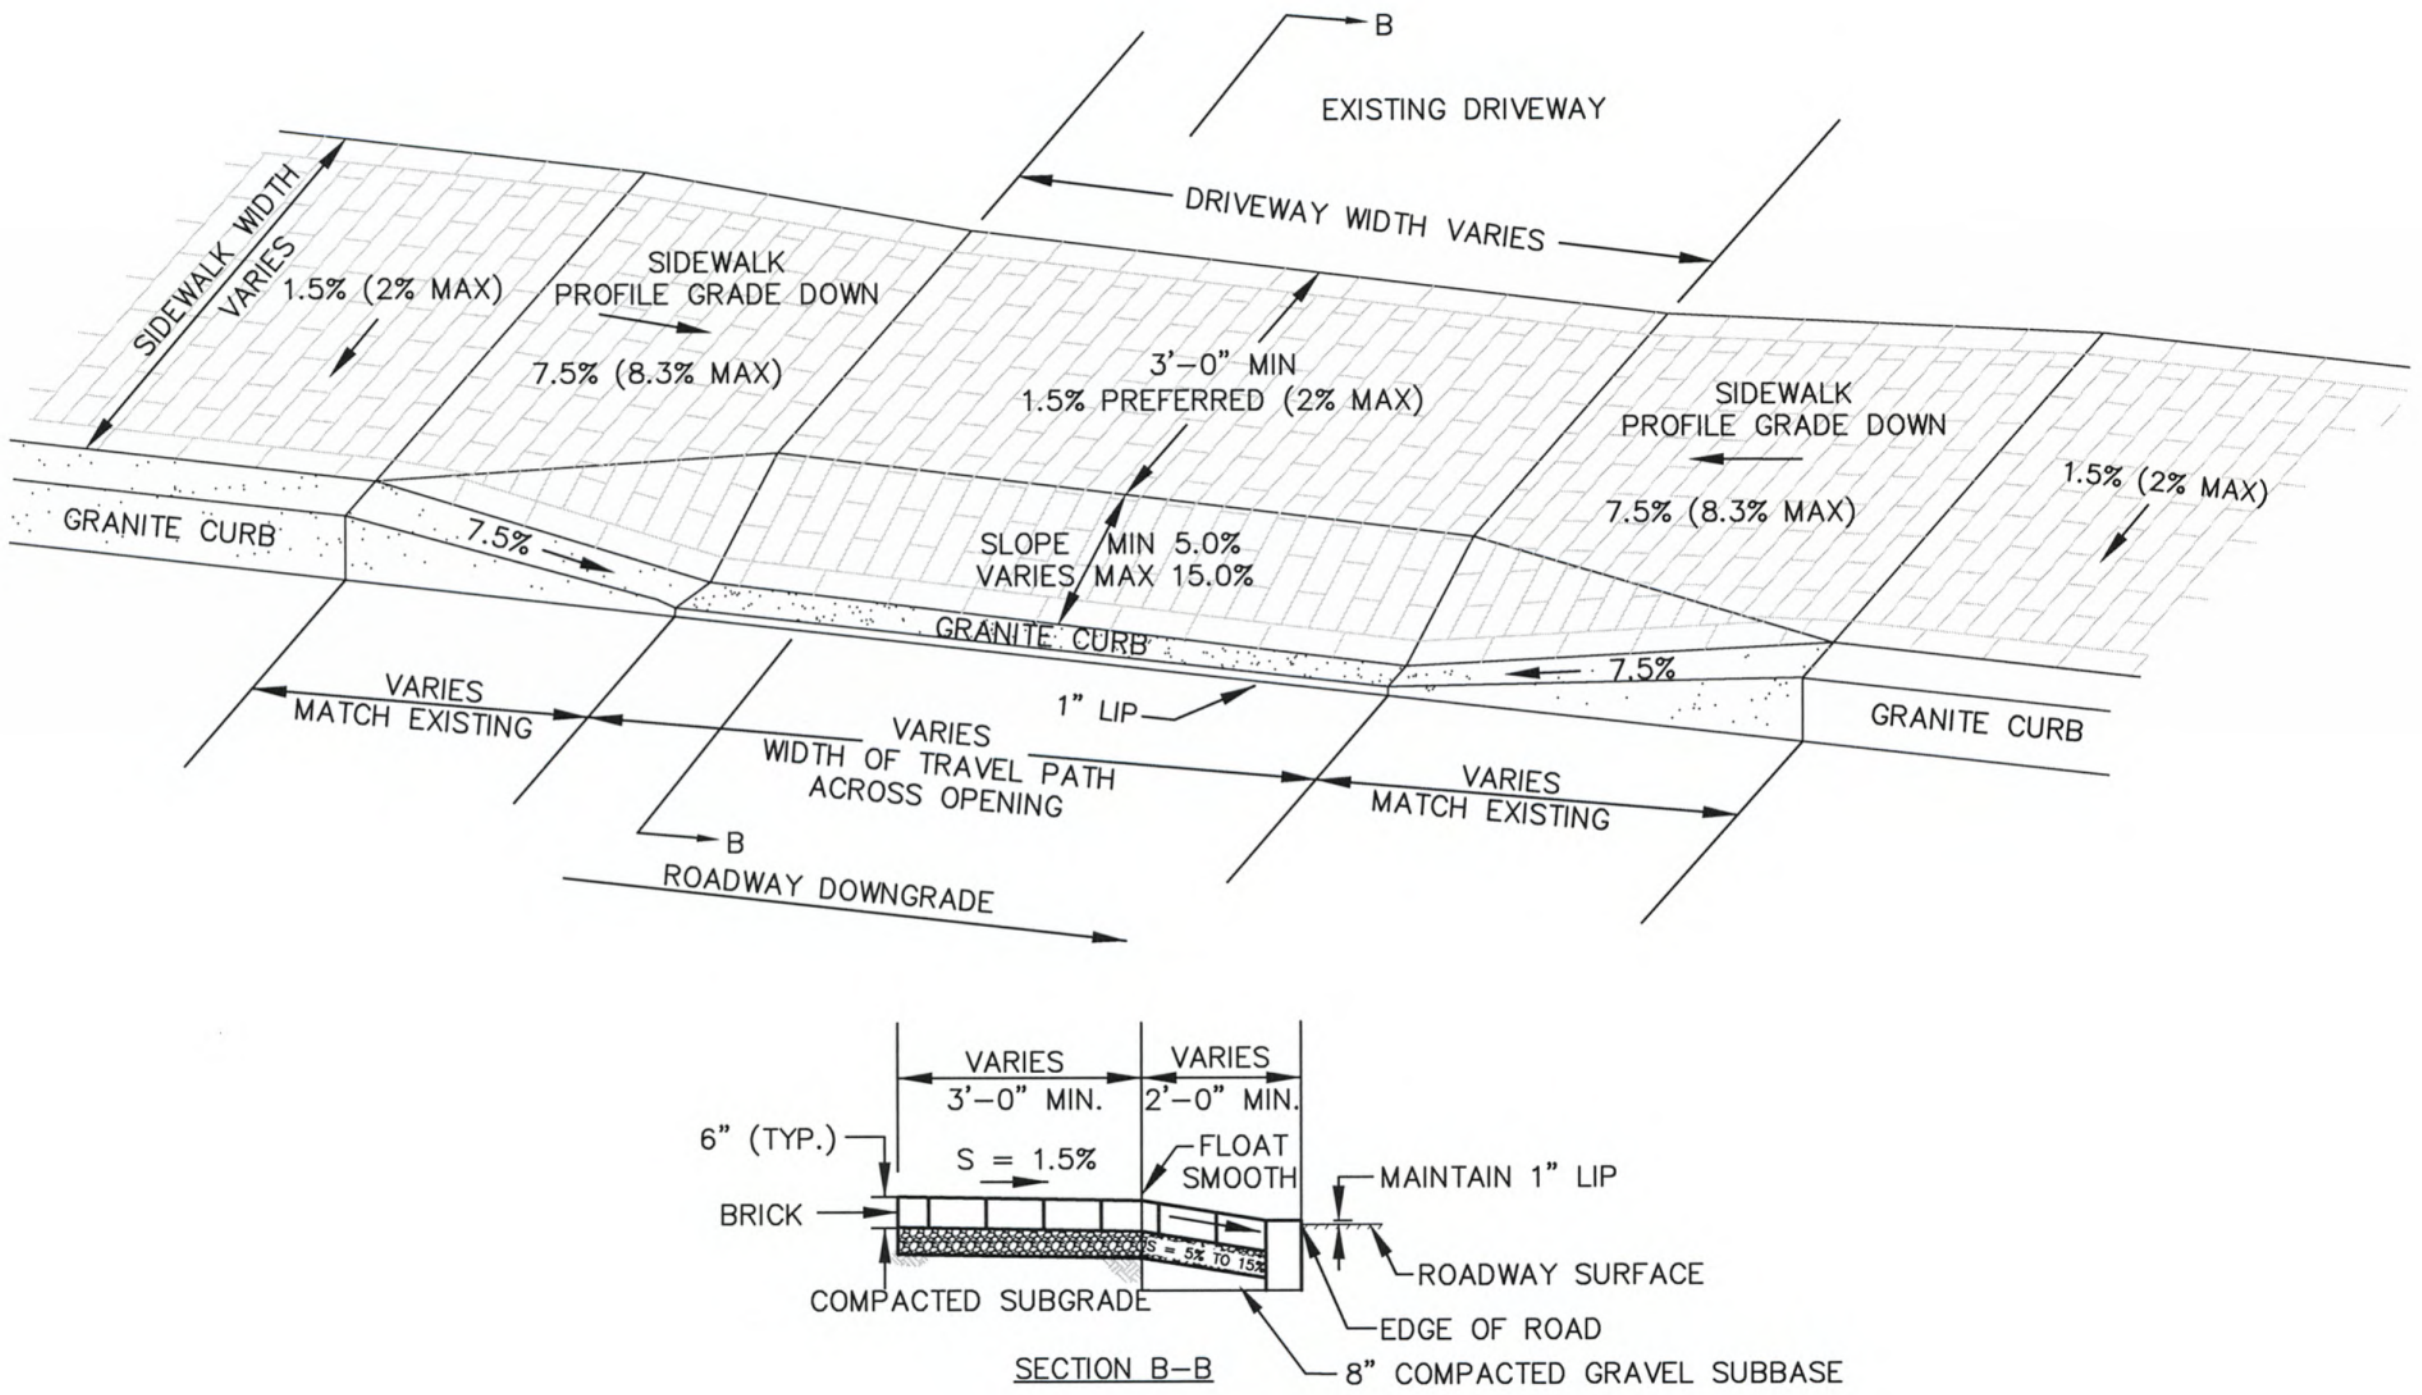 B
EXISTING DRIVEWAY
DRIVEWAY WIDTH VARIES
SIDEWALK WIDTH
VARIES
1.5% (2% MAX)
SIDEWALK
PROFILE GRADE DOWN
7.5% (8.3% MAX)
3'-0" MIN
1.5% PREFERRED (2% MAX)
SIDEWALK
PROFILE GRADE DOWN
7.5% (8.3% MAX)
1.5% (2% MAX)
GRANITE CURB
7.5%
SLOPE MIN 5.0%
VARIES MAX 15.0%
GRANITE CURB
7.5%
GRANITE CURB
1" LIP
VARIES
MATCH EXISTING
VARIES
WIDTH OF TRAVEL PATH
ACROSS OPENING
VARIES
MATCH EXISTING
B
ROADWAY DOWNGRADE
VARIES
3'-0" MIN.
VARIES
2'-0" MIN.
6" (TYP.)
S = 1.5%
FLOAT
SMOOTH
MAINTAIN 1" LIP
BRICK
S = 5% TO 15%
ROADWAY SURFACE
COMPACTED SUBGRADE
EDGE OF ROAD
8" COMPACTED GRAVEL SUBBASE
SECTION B-B